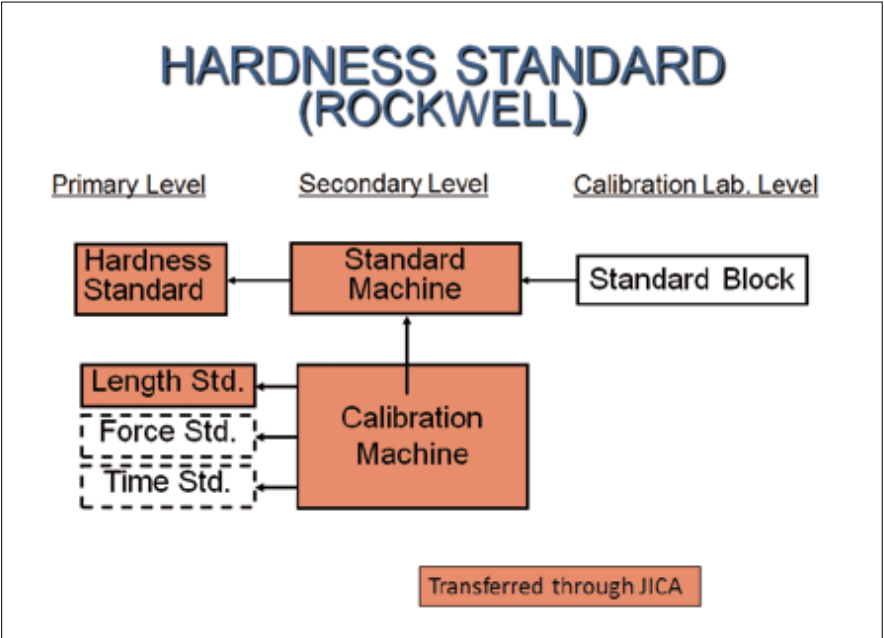 HARDNESS STANDARD
(ROCKWELL)
Primary Level
Secondary Level
Calibration Lab. Level
Hardness
Standard
Standard
Machine
Standard Block
Length Std.
Force Std.
Time Std.
Calibration
Machine
Transferred through JICA